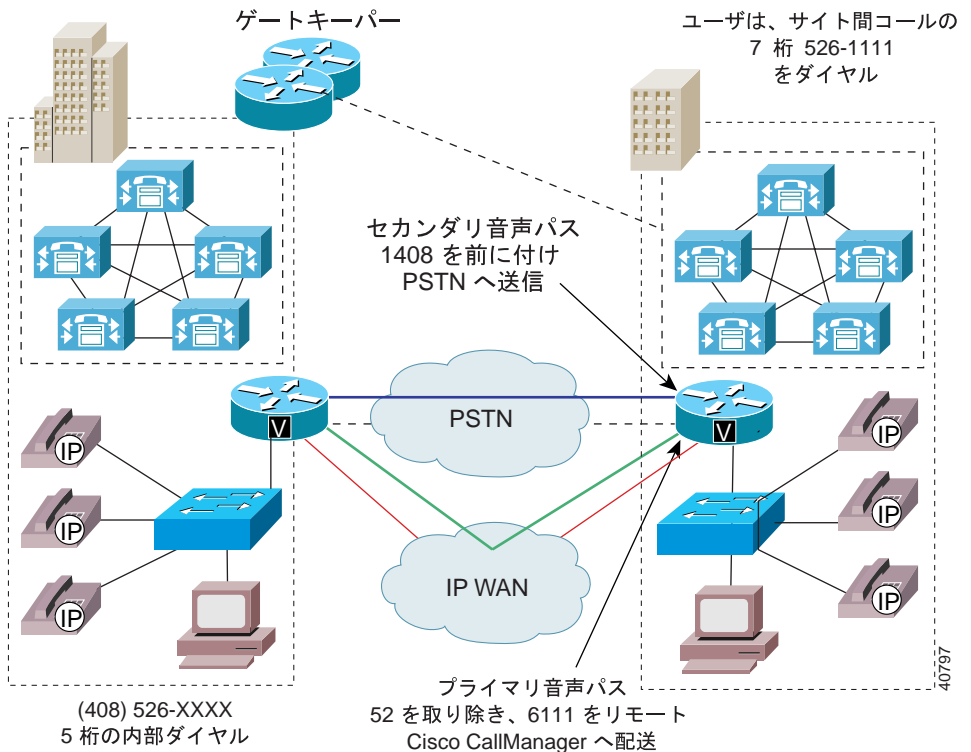 ゲートキーパー
ユーザは、サイト間コールの
7 桁 526-1111
をダイヤル
セカンダリ音声パス
1408 を前に付け
PSTN へ送信
PSTN
V
V
IP
IP
IP
IP
IP
IP
IP WAN
(408) 526-XXXX
5 桁の内部ダイヤル
プライマリ音声パス
52 を取り除き、6111 をリモート
Cisco CallManager へ配送
40797